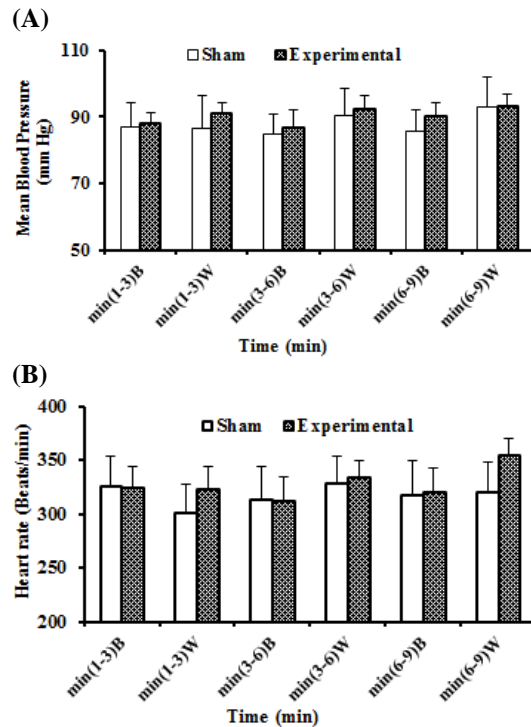 (A)
Sham Experimental
Mean Blood Pressure
(mm Hg)
110
90
70
50
min(1-3)B
min(1-3)W
min(3-6)B
min(3-6)W
min(6-9)B
min(6-9)W
Time (min)
(B)
Sham Experimental
Heart rate (Beats/min)
400
350
300
250
200
min(1-3)B
min(1-3)W
min(3-6)B
min(3-6)W
min(6-9)B
min(6-9)W
Time (min)